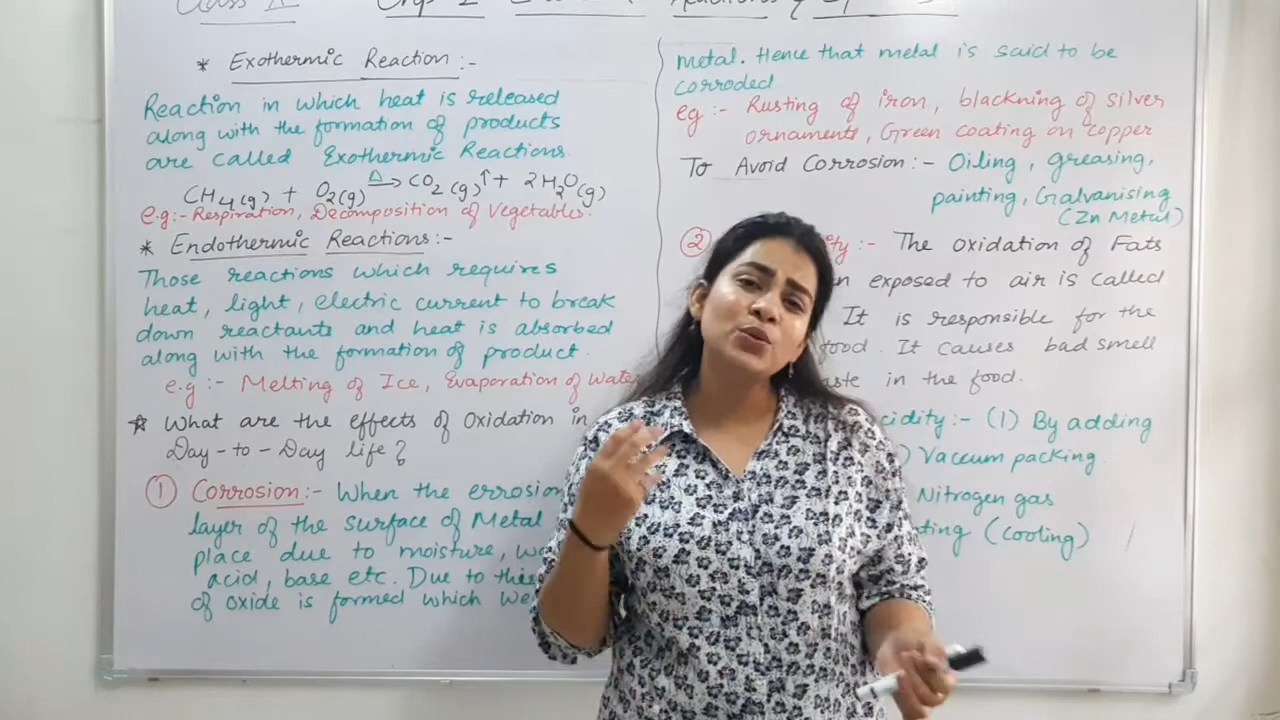 Class X
* Exothermic Reaction :-
Reaction in which heat is released
along with the formation of products
are called Exothermic Reactions.
CH4(g) + O2(g) Δ→ CO2(g)↑ + 2H2O(g)
e.g:- Respiration, Decomposition of Vegetables.
* Endothermic Reactions:-
Those reactions which requires
heat, light, electric current to break
down reactants and heat is absorbed
along with the formation of product.
e.g :- Melting of Ice, Evaporation of Water
☆ What are the effects of Oxidation in
Day-to-Day life?
① Corrosion:- When the errosion
layer of the surface of Metal
place due to moisture,
acid, base etc. Due to this
of oxide is formed which
metal. Hence that metal is said to be
corroded
eg :- Rusting of iron, blackning of silver
ornaments, Green coating on copper
To Avoid Corrosion:- Oiling, greasing,
painting, Galvanising
(Zn Metal)
② :- The oxidation of Fats
exposed to air is called
It is responsible for the
food. It causes bad smell
in the food.
:- (1) By adding
) Vaccum packing
Nitrogen gas
(cooling)